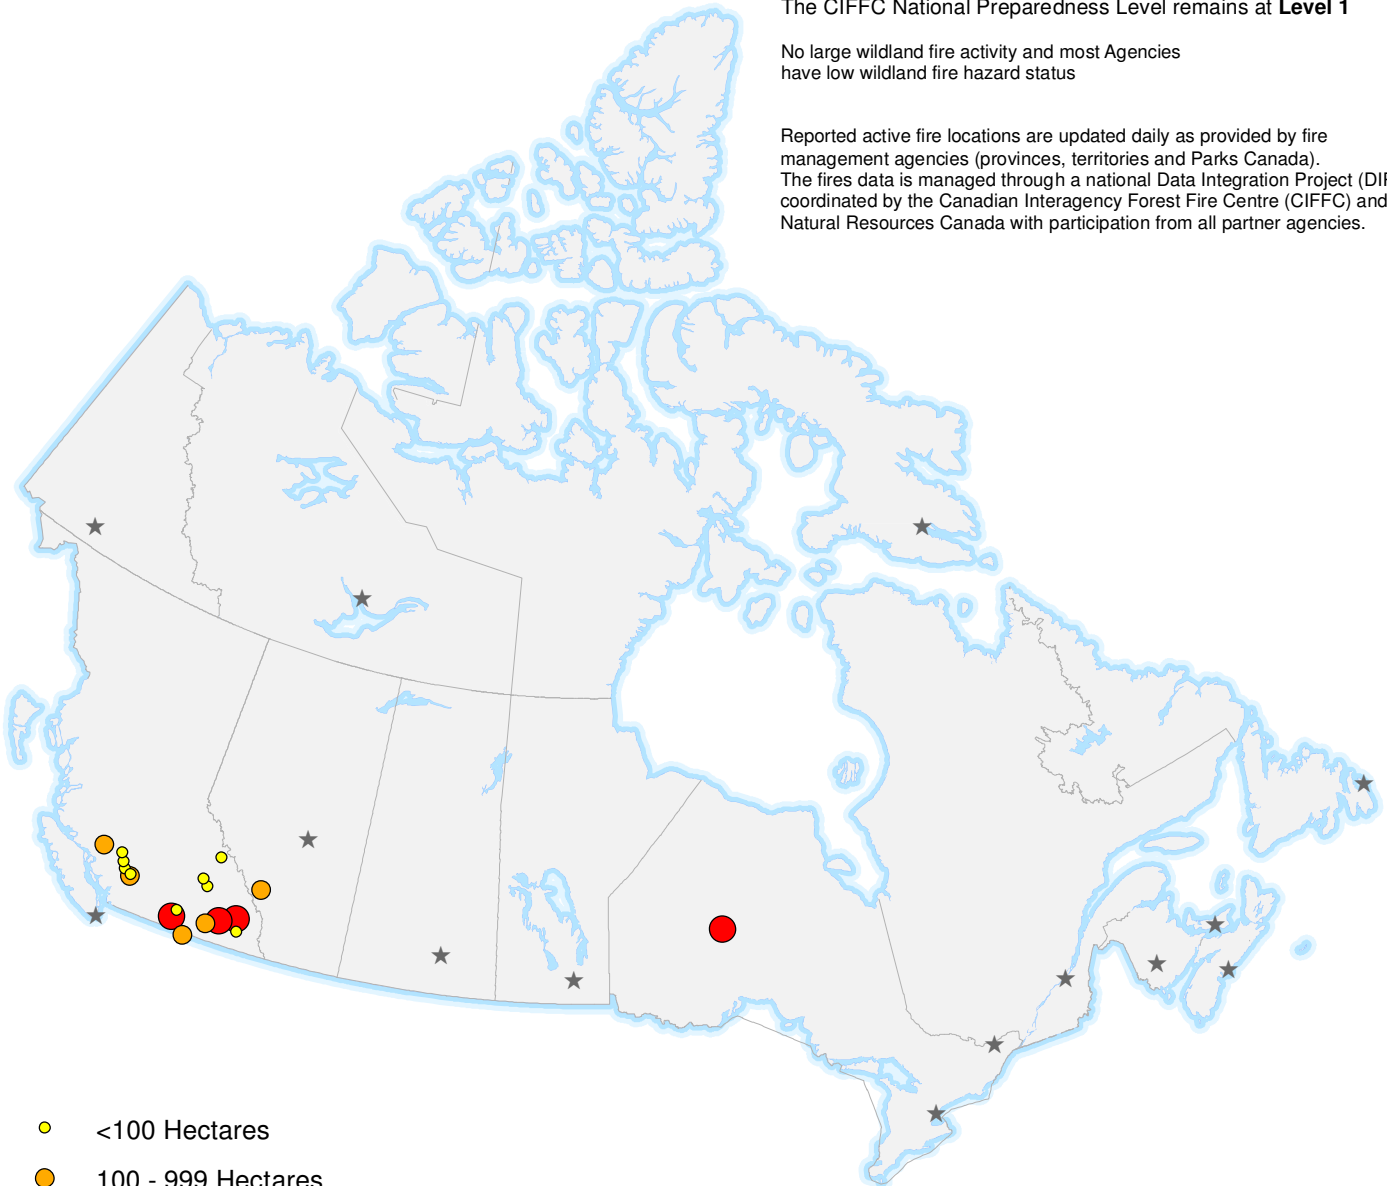 The CIFFC National Preparedness Level remains at Level 1
No large wildland fire activity and most Agencies
have low wildland fire hazard status
Reported active fire locations are updated daily as provided by fire
management agencies (provinces, territories and Parks Canada).
The fires data is managed through a national Data Integration Project (DIP
coordinated by the Canadian Interagency Forest Fire Centre (CIFFC) and
Natural Resources Canada with participation from all partner agencies.
<100 Hectares
100 - 999 Hectares